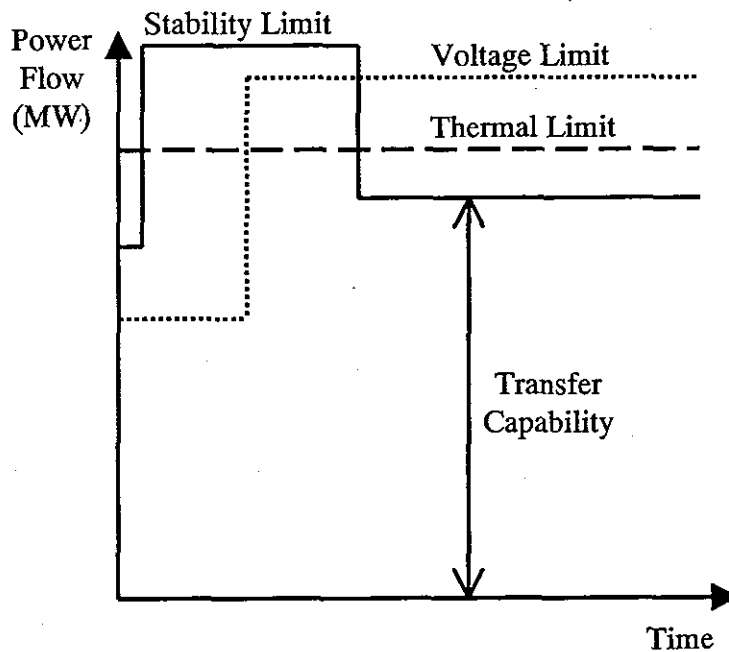 Stability Limit
Power
Flow
(MW)
Voltage Limit
Thermal Limit
Transfer
Capability
Time